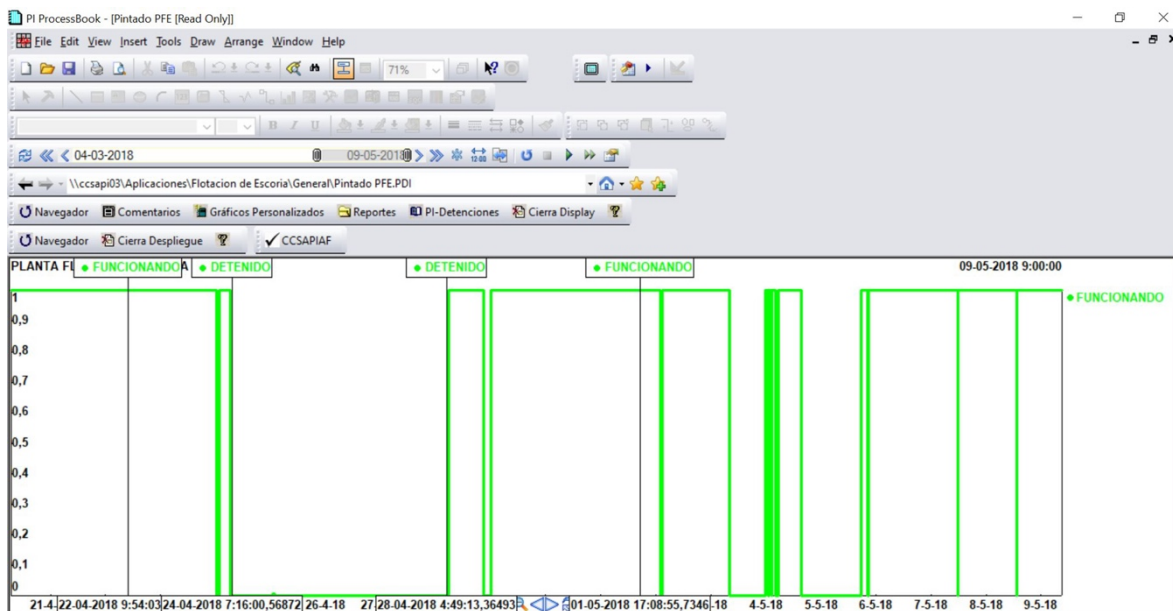 PI ProcessBook - [Pintado PFE [Read Only]]
File Edit View Insert Tools Draw Arrange Window Help
71%
B I U
04-03-2018 09-05-2018 12:00
\\ccsapi03\Aplicaciones\Flotacion de Escoria\General\Pintado PFE.PDI
Navegador Comentarios Gráficos Personalizados Reportes PI-Detenciones Cierra Display
Navegador Cierra Despliegue CCSAPIAF
PLANTA FL FUNCIONANDO A DETENIDO DETENIDO FUNCIONANDO 09-05-2018 9:00:00
FUNCIONANDO
1
0,9
0,8
0,7
0,6
0,5
0,4
0,3
0,2
0,1
0
21-4 22-04-2018 9:54:03 24-04-2018 7:16:00,56872 26-4-18 27 28-04-2018 4:49:13,36493 01-05-2018 17:08:55,7346 -18 4-5-18 5-5-18 6-5-18 7-5-18 8-5-18 9-5-18